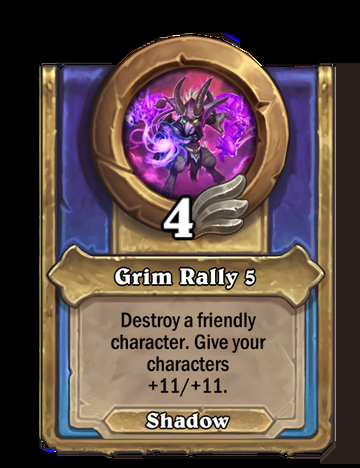 4
Grim Rally 5
Destroy a friendly
character. Give your
characters
+11/+11.
Shadow